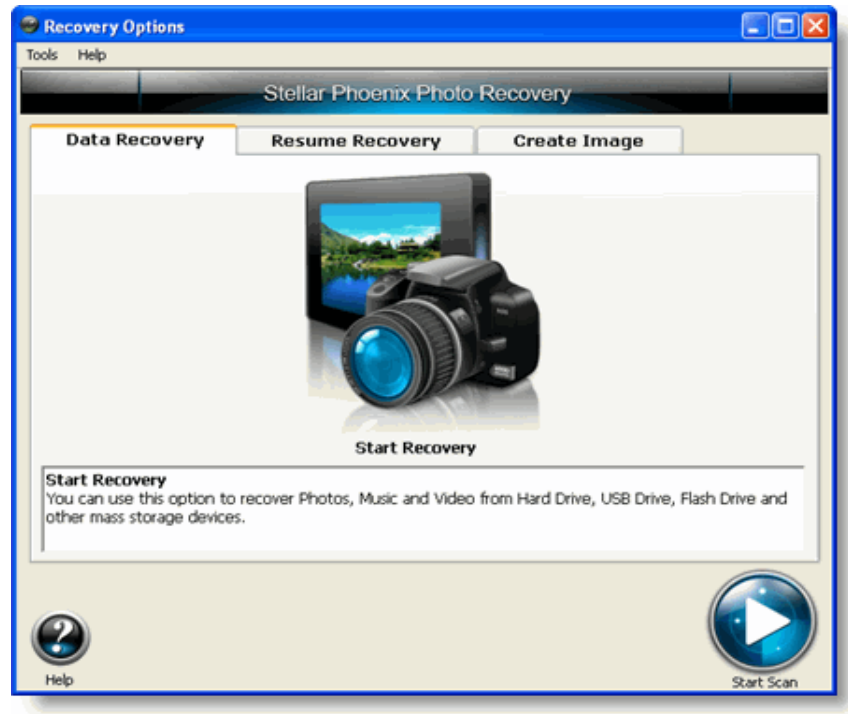 Recovery Options
Tools Help
Stellar Phoenix Photo Recovery
Data Recovery Resume Recovery Create Image
Start Recovery
Start Recovery
You can use this option to recover Photos, Music and Video from Hard Drive, USB Drive, Flash Drive and
other mass storage devices.
?
Help
Start Scan